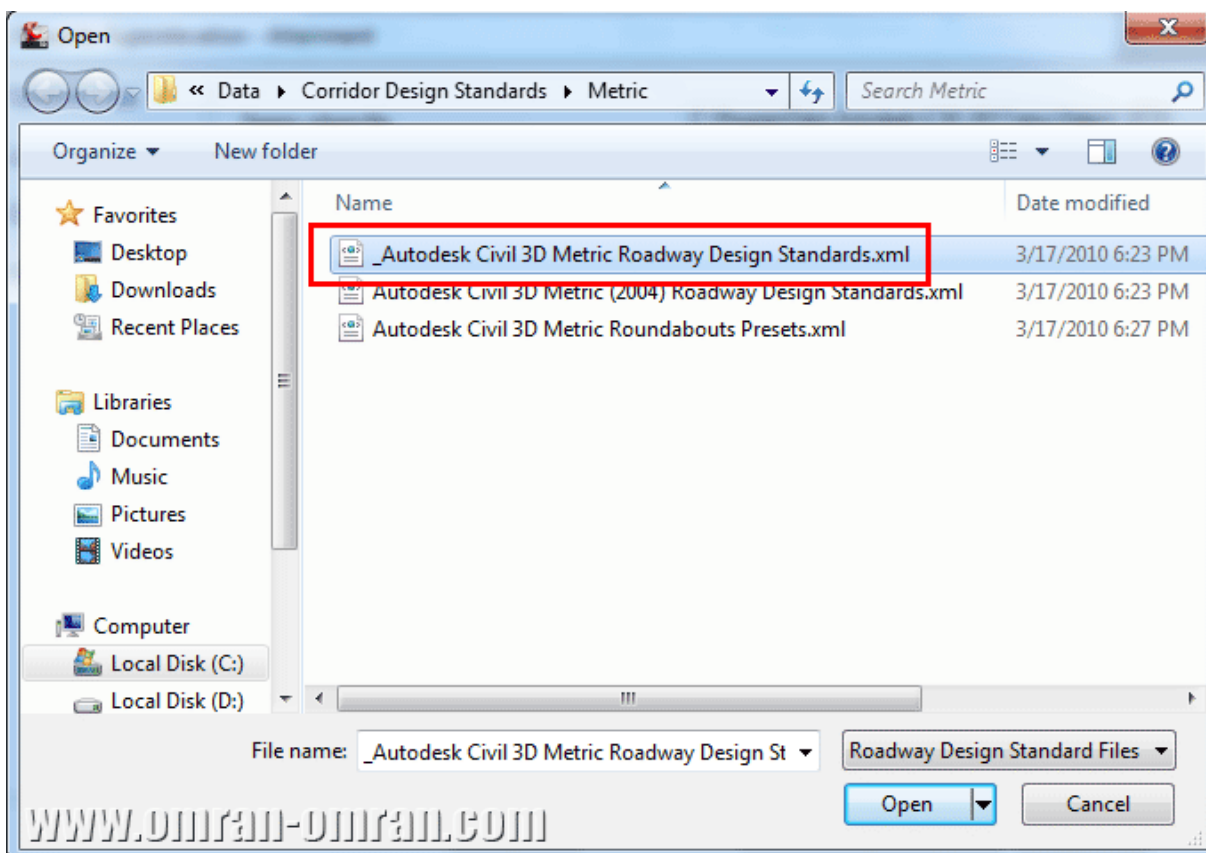 Open
« Data ▸ Corridor Design Standards ▸ Metric
Search Metric
Organize
New folder
Name
Date modified
Favorites
Desktop
Downloads
Recent Places
Libraries
Documents
Music
Pictures
Videos
Computer
Local Disk (C:)
Local Disk (D:)
_Autodesk Civil 3D Metric Roadway Design Standards.xml 3/17/2010 6:23 PM
Autodesk Civil 3D Metric (2004) Roadway Design Standards.xml 3/17/2010 6:23 PM
Autodesk Civil 3D Metric Roundabouts Presets.xml 3/17/2010 6:27 PM
File name: _Autodesk Civil 3D Metric Roadway Design St
Roadway Design Standard Files
Open
Cancel
www.omran-omran.com